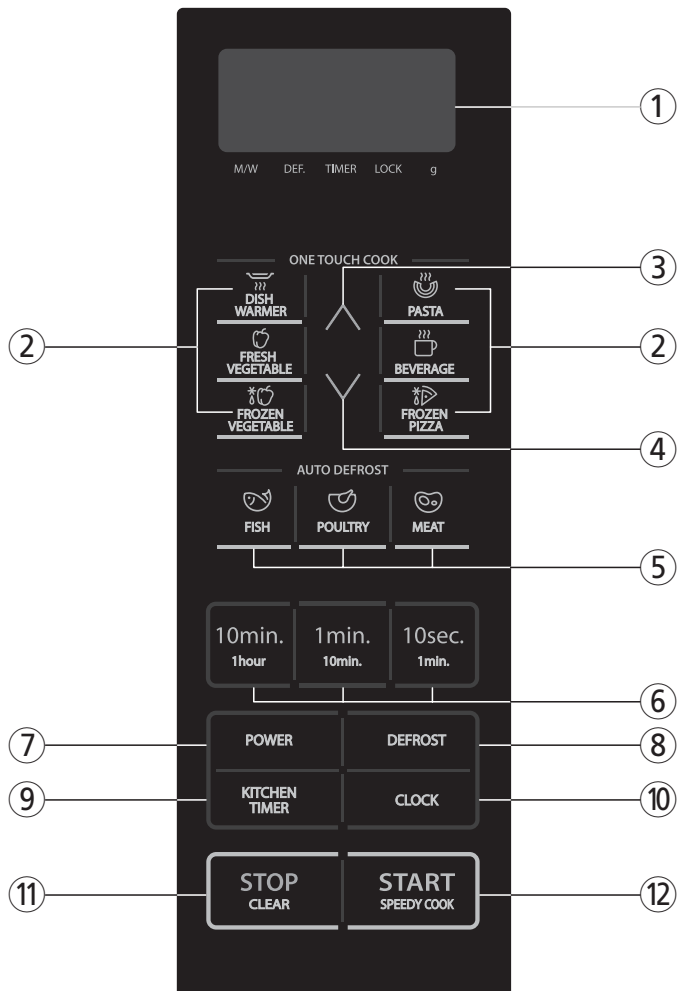 ①
M/W DEF. TIMER LOCK g
ONE TOUCH COOK
③
DISH
WARMER
PASTA
②
FRESH
VEGETABLE
BEVERAGE
②
FROZEN
VEGETABLE
FROZEN
PIZZA
④
AUTO DEFROST
FISH POULTRY MEAT
⑤
10min. 1min. 10sec.
1hour 10min. 1min.
⑥
⑦ POWER DEFROST ⑧
⑨ KITCHEN
TIMER
CLOCK ⑩
⑪ STOP
CLEAR
START
SPEEDY COOK
⑫